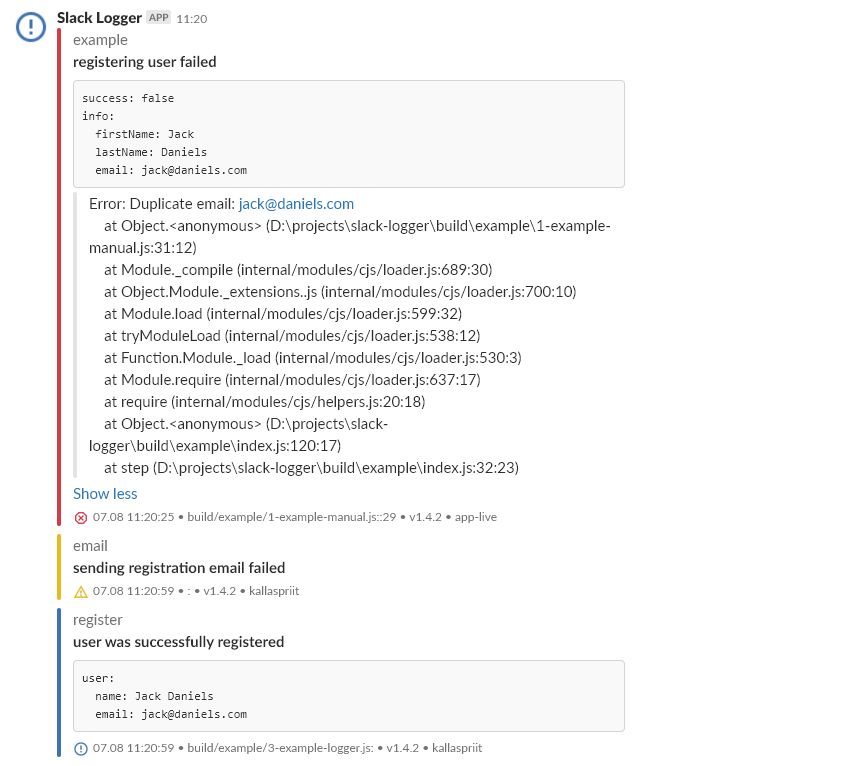 Slack Logger APP 11:20
example
registering user failed
success: false
info:
  firstName: Jack
  lastName: Daniels
  email: jack@daniels.com
Error: Duplicate email: jack@daniels.com
    at Object.<anonymous> (D:\projects\slack-logger\build\example\1-example-
manual.js:31:12)
    at Module._compile (internal/modules/cjs/loader.js:689:30)
    at Object.Module._extensions..js (internal/modules/cjs/loader.js:700:10)
    at Module.load (internal/modules/cjs/loader.js:599:32)
    at tryModuleLoad (internal/modules/cjs/loader.js:538:12)
    at Function.Module._load (internal/modules/cjs/loader.js:530:3)
    at Module.require (internal/modules/cjs/loader.js:637:17)
    at require (internal/modules/cjs/helpers.js:20:18)
    at Object.<anonymous> (D:\projects\slack-
logger\build\example\index.js:120:17)
    at step (D:\projects\slack-logger\build\example\index.js:32:23)
Show less
07.08 11:20:25 • build/example/1-example-manual.js::29 • v1.4.2 • app-live
email
sending registration email failed
07.08 11:20:59 • : • v1.4.2 • kallaspriit
register
user was successfully registered
user:
  name: Jack Daniels
  email: jack@daniels.com
07.08 11:20:59 • build/example/3-example-logger.js: • v1.4.2 • kallaspriit